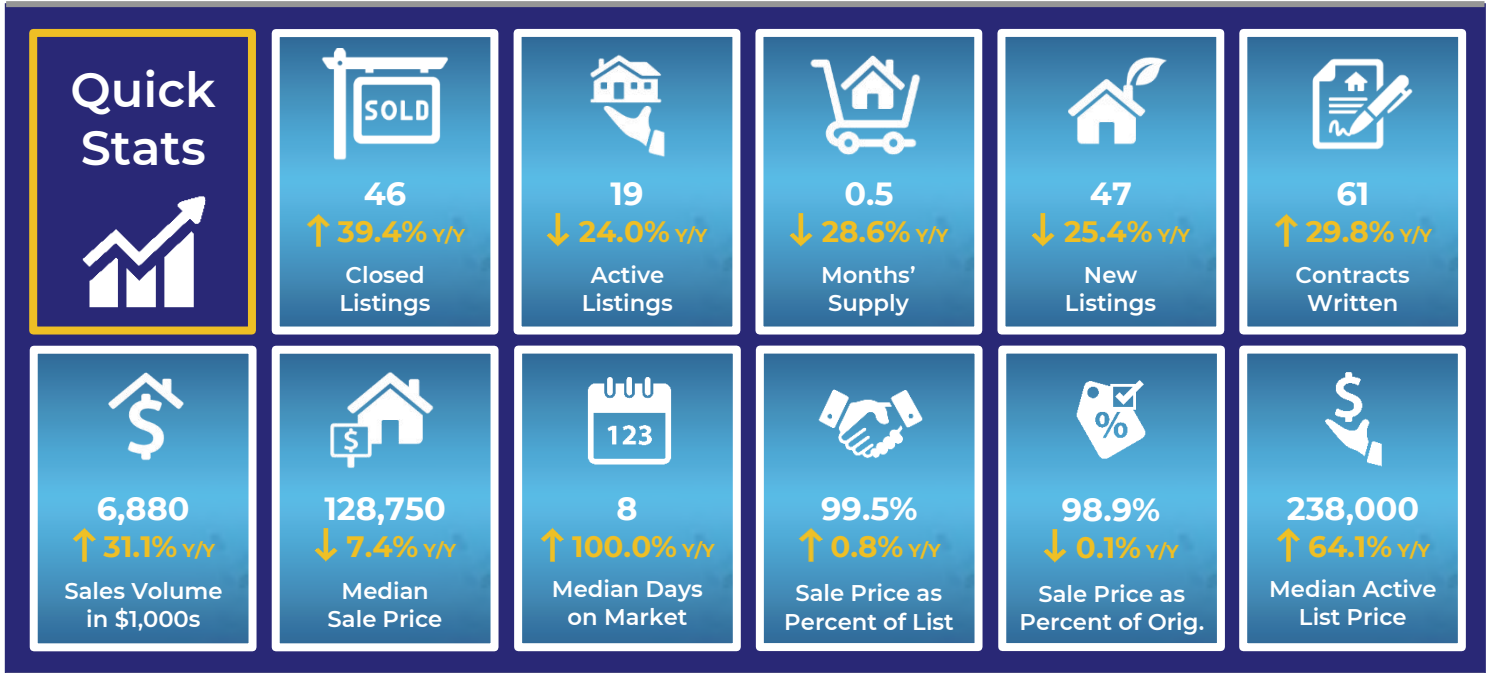 Quick
Stats
SOLD
46
↑ 39.4% Y/Y
Closed
Listings
19
↓ 24.0% Y/Y
Active
Listings
0.5
↓ 28.6% Y/Y
Months’
Supply
47
↓ 25.4% Y/Y
New
Listings
61
↑ 29.8% Y/Y
Contracts
Written
$
6,880
↑ 31.1% Y/Y
Sales Volume
in $1,000s
$
128,750
↓ 7.4% Y/Y
Median
Sale Price
123
8
↑ 100.0% Y/Y
Median Days
on Market
99.5%
↑ 0.8% Y/Y
Sale Price as
Percent of List
%
98.9%
↓ 0.1% Y/Y
Sale Price as
Percent of Orig.
$
238,000
↑ 64.1% Y/Y
Median Active
List Price